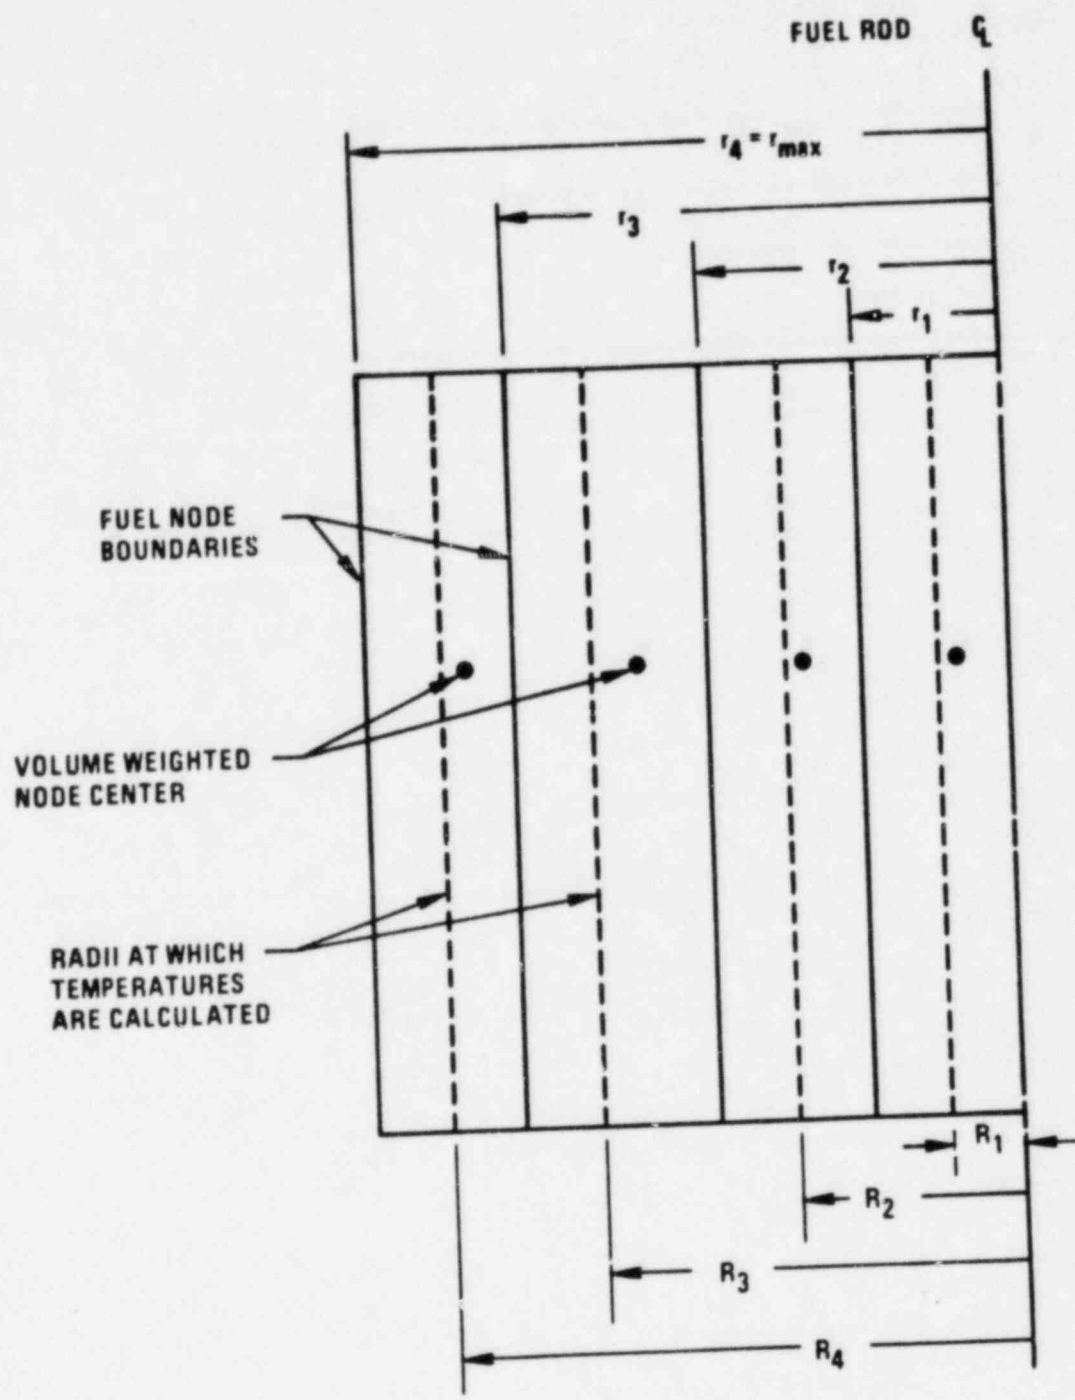 FUEL ROD ℄
r₄ = rmax
r₃
r₂
r₁
FUEL NODE
BOUNDARIES
VOLUME WEIGHTED
NODE CENTER
RADII AT WHICH
TEMPERATURES
ARE CALCULATED
R₁
R₂
R₃
R₄